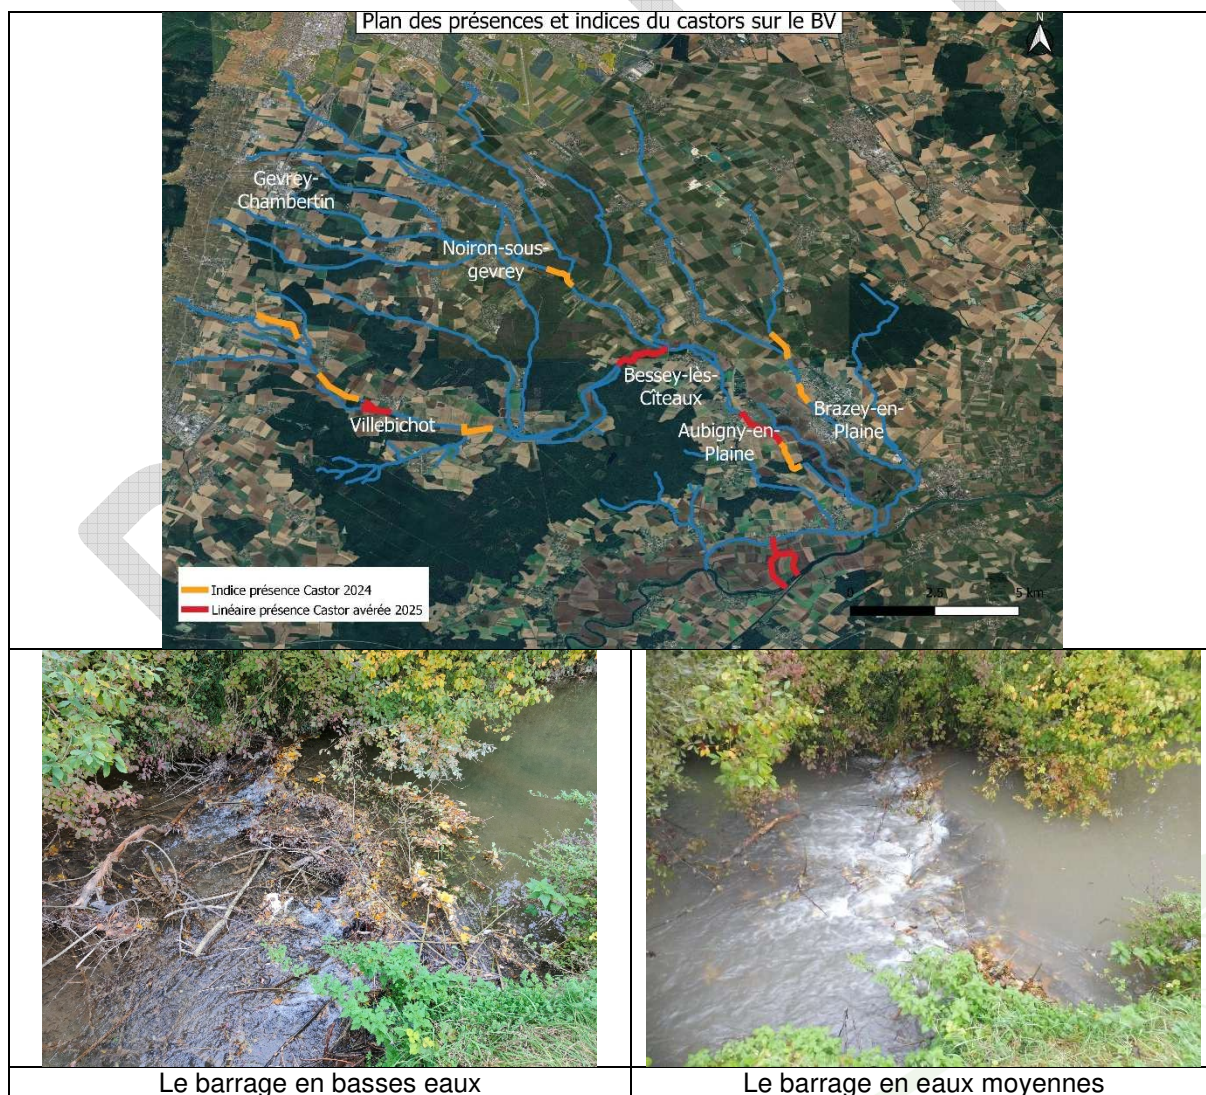 Plan des présences et indices du castors sur le BV
N
Gevrey-
Chambertin
Noiron-sous-
gevrey
Bessey-lès-
Cîteaux
Villebichot
Aubigny-en-
Plaine
Brazey-en-
Plaine
Indice présence Castor 2024
Linéaire présence Castor avérée 2025
0 2.5 5 km
Le barrage en basses eaux
Le barrage en eaux moyennes